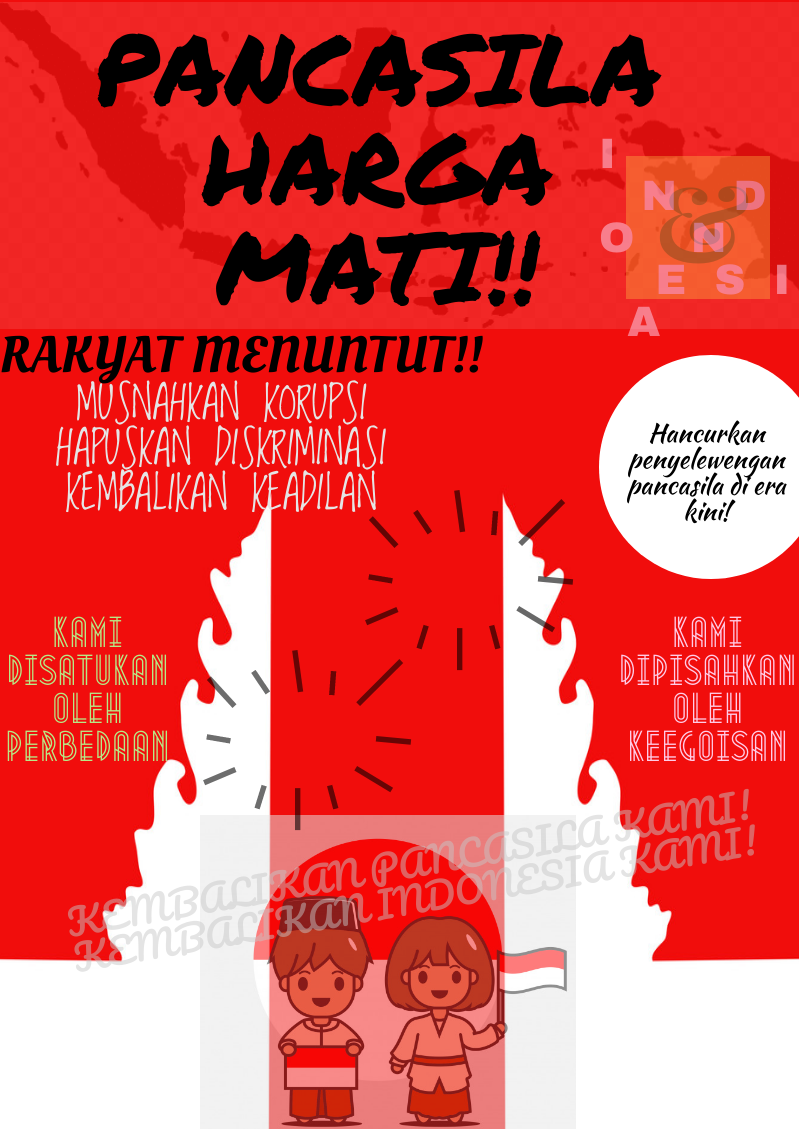 PANCASILA
HARGA
MATI!!
I
N D
&
O N
E S I
A
RAKYAT MENUNTUT!!
MUSNAHKAN KORUPSI
HAPUSKAN DISKRIMINASI
KEMBALIKAN KEADILAN
Hancurkan
penyelewengan
pancasila di era
kini!
KAMI
DISATUKAN
OLEH
PERBEDAAN
KAMI
DIPISAHKAN
OLEH
KEEGOISAN
KEMBALIKAN PANCASILA KAMI!
KEMBALIKAN INDONESIA KAMI!